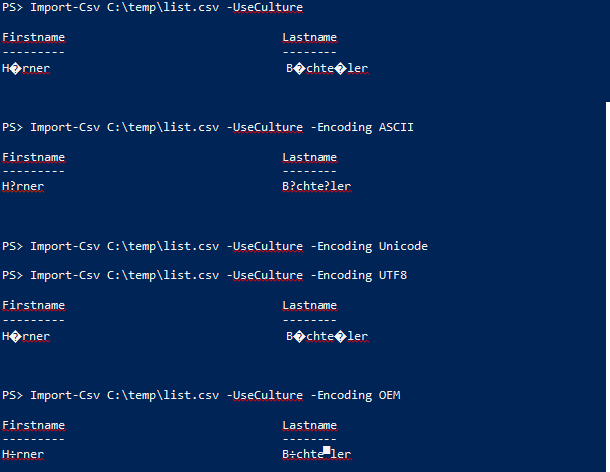 PS> Import-Csv C:\temp\list.csv -UseCulture
Firstname Lastname
--------- --------
H�rner B�chte�ler
PS> Import-Csv C:\temp\list.csv -UseCulture -Encoding ASCII
Firstname Lastname
--------- --------
H?rner B?chte?ler
PS> Import-Csv C:\temp\list.csv -UseCulture -Encoding Unicode
PS> Import-Csv C:\temp\list.csv -UseCulture -Encoding UTF8
Firstname Lastname
--------- --------
H�rner B�chte�ler
PS> Import-Csv C:\temp\list.csv -UseCulture -Encoding OEM
Firstname Lastname
--------- --------
H÷rner B÷chte▀ler